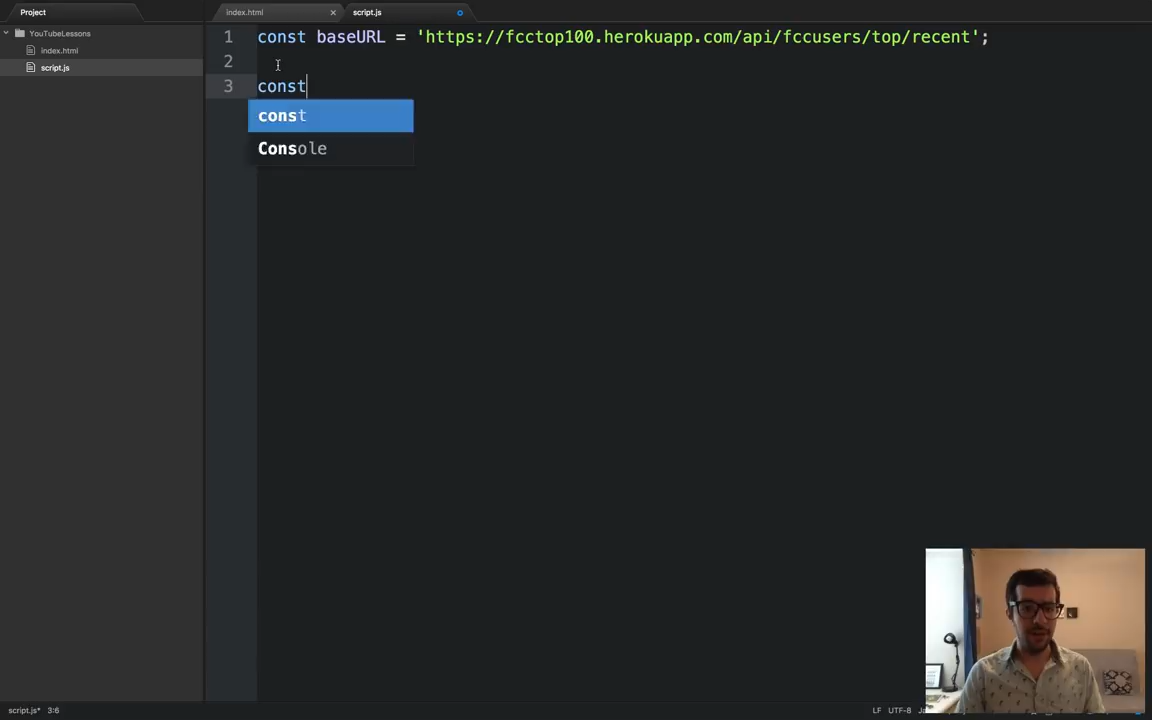 Project
index.html
script.js
YouTubeLessons
index.html
script.js
1 const baseURL = 'https://fcctop100.herokuapp.com/api/fccusers/top/recent';
2
3 const
const
Console
script.js* 3:6
LF UTF-8